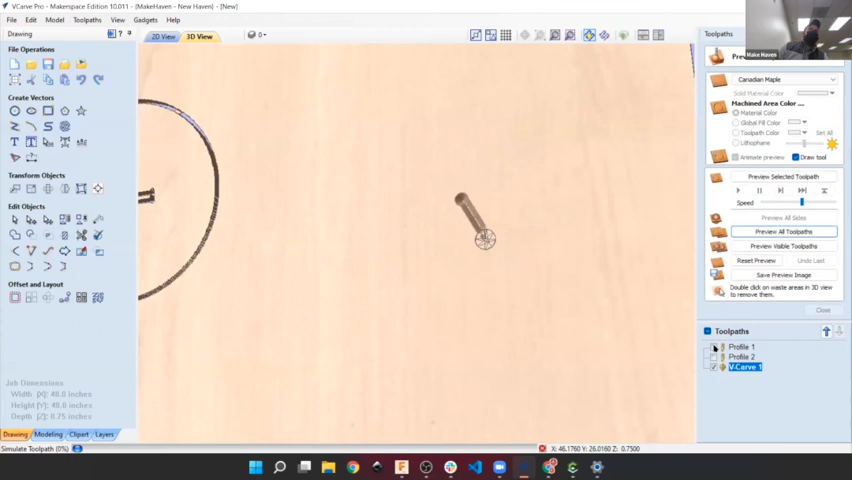 VCarve Pro - Makespace Edition 10.011 - (MakeHaven - New Haven) - [New]
File Edit View Toolpaths View Gadgets Help
Drawing
2D View 3D View
0
File Operations
Create Vectors
Transform Objects
Edit Objects
Offset and Layout
Job Dimensions
Width (X): 48.0 inches
Height (Y): 48.0 inches
Depth (Z): 0.75 inches
Drawing Modeling Clipart Layers
Simulate Toolpath (0%)
X: 46.1760 Y: 26.0160 Z: 0.7500
Make Haven
Toolpaths
Canadian Maple
Solid Material Color
Machined Area Color ...
Material Color
Global Fill Color
Toolpath Color Set All
Lithophane
Animate preview Draw tool
Preview Selected Toolpath
Speed
Preview All Sides
Preview All Toolpaths
Preview Visible Toolpaths
Reset Preview Undo Last
Save Preview Image
Double click on waste areas in 3D view
to remove them.
Close
Toolpaths
Profile 1
Profile 2
V-Carve 1